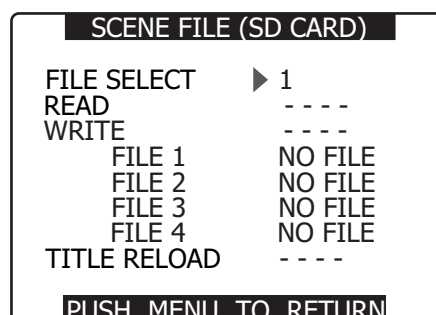 SCENE FILE (SD CARD)
FILE SELECT ▶ 1
READ - - - -
WRITE - - - -
FILE 1 NO FILE
FILE 2 NO FILE
FILE 3 NO FILE
FILE 4 NO FILE
TITLE RELOAD - - - -
PUSH MENU TO RETURN